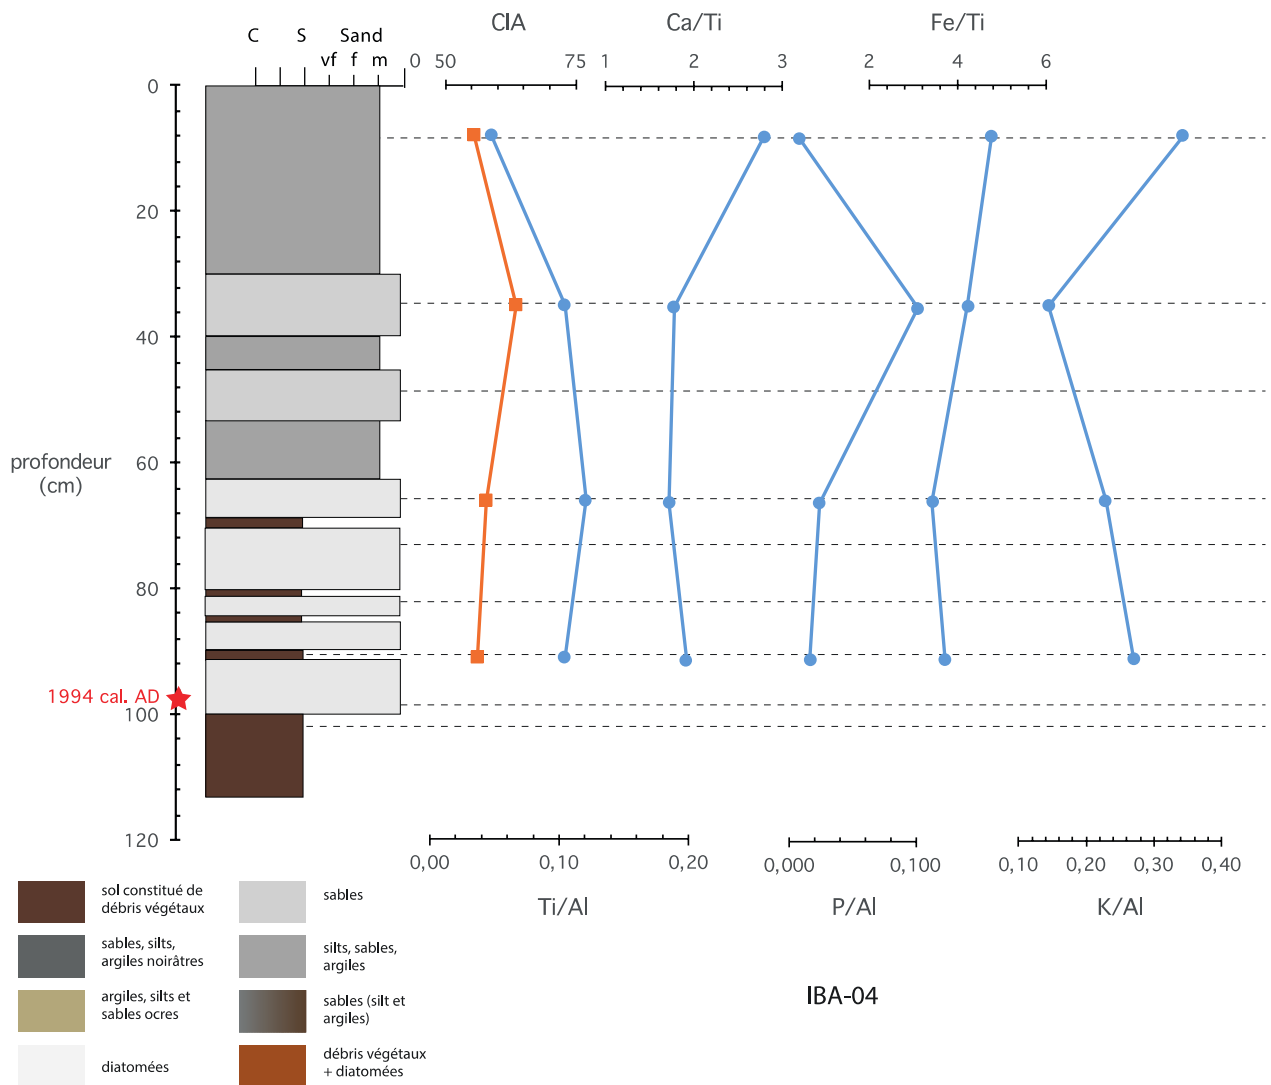 CIA
Ca/Ti
Fe/Ti
C
S
Sand
vf
f
m
0
50
75
1
2
3
2
4
6
0
20
40
60
80
100
120
profondeur
(cm)
1994 cal. AD
0,00
0,10
0,20
0,000
0,100
0,10
0,20
0,30
0,40
Ti/Al
P/Al
K/Al
IBA-04
sol constitué de
débris végétaux
sables, silts,
argiles noirâtres
argiles, silts et
sables ocres
diatomées
sables
silts, sables,
argiles
sables (silt et
argiles)
débris végétaux
+ diatomées